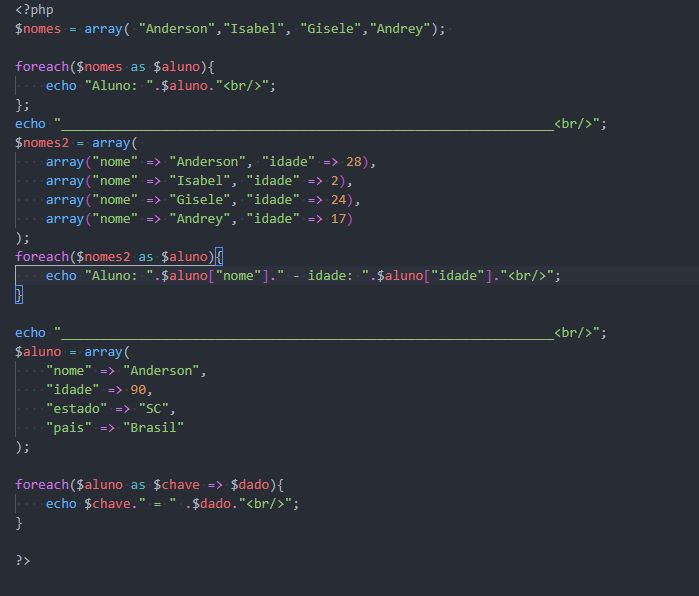 <?php
$nomes = array( "Anderson","Isabel", "Gisele","Andrey");
foreach($nomes as $aluno){
    echo "Aluno: ".$aluno."<br/>";
};
echo "________________________________________________________________<br/>";
$nomes2 = array(
    array("nome" => "Anderson", "idade" => 28),
    array("nome" => "Isabel", "idade" => 2),
    array("nome" => "Gisele", "idade" => 24),
    array("nome" => "Andrey", "idade" => 17)
);
foreach($nomes2 as $aluno){
    echo "Aluno: ".$aluno["nome"]." - idade: ".$aluno["idade"]."<br/>";
}
echo "________________________________________________________________<br/>";
$aluno = array(
    "nome" => "Anderson",
    "idade" => 90,
    "estado" => "SC",
    "pais" => "Brasil"
);
foreach($aluno as $chave => $dado){
    echo $chave." = " .$dado."<br/>";
}
?>